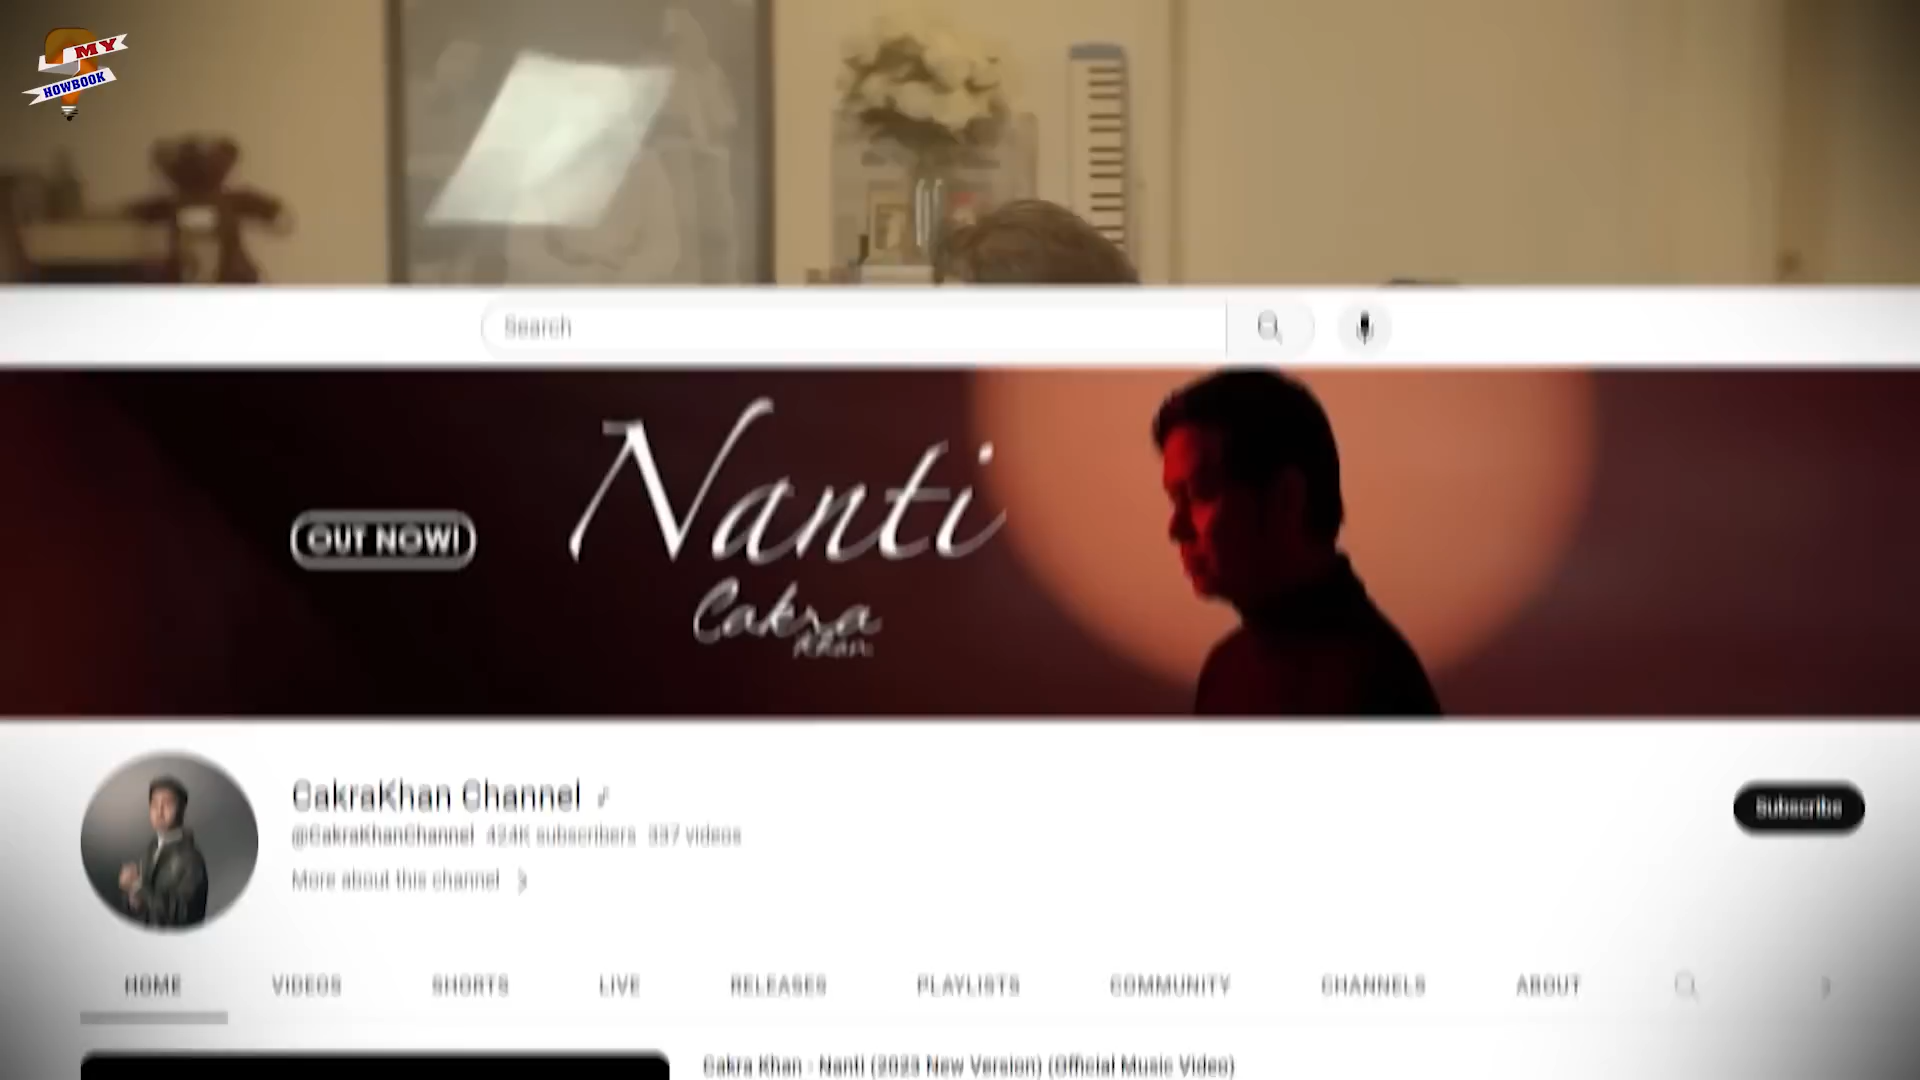 MY
HOWBOOK
Search
OUT NOW!
Nanti
Cakra
Khan
CakraKhan Channel
@CakraKhanChannel 424K subscribers 337 videos
More about this channel
Subscribe
HOME VIDEOS SHORTS LIVE RELEASES PLAYLISTS COMMUNITY CHANNELS ABOUT
Cakra Khan - Nanti (2023 New Version) (Official Music Video)